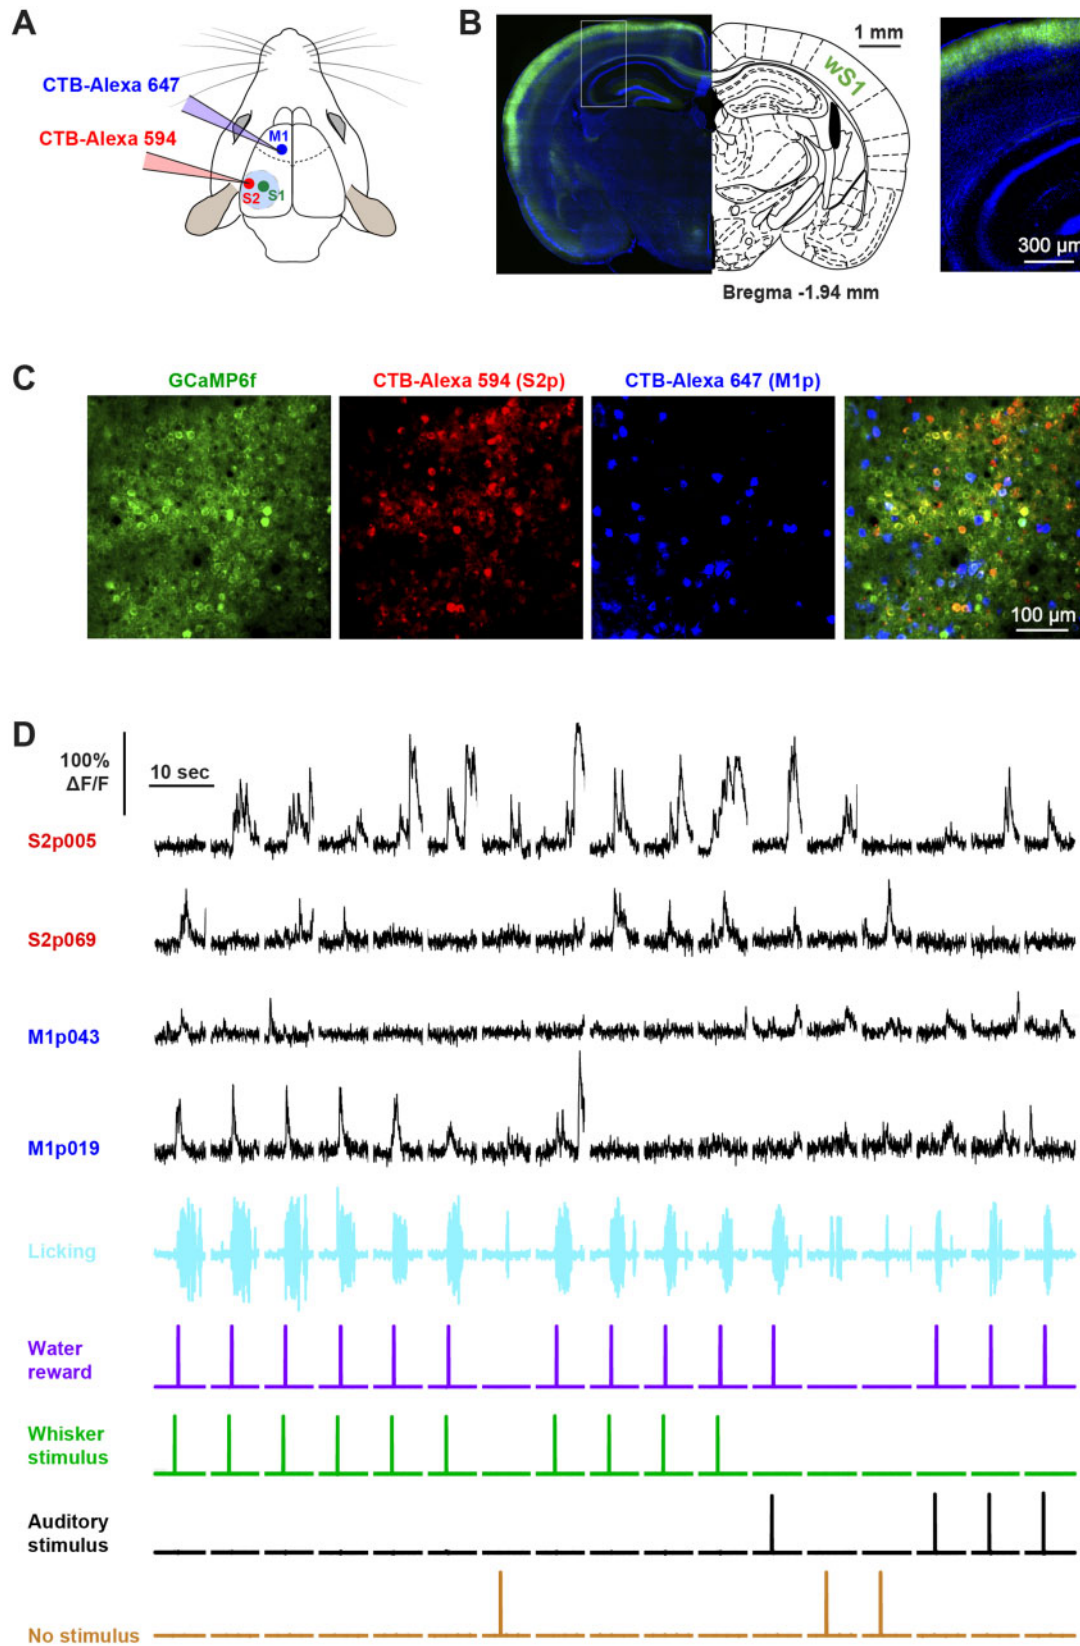 A
CTB-Alexa 647
CTB-Alexa 594
M1
S2
S1
B
1 mm
wS1
300 µm
Bregma -1.94 mm
C
GCaMP6f
CTB-Alexa 594 (S2p)
CTB-Alexa 647 (M1p)
100 µm
D
100%
ΔF/F
10 sec
S2p005
S2p069
M1p043
M1p019
Licking
Water
reward
Whisker
stimulus
Auditory
stimulus
No stimulus